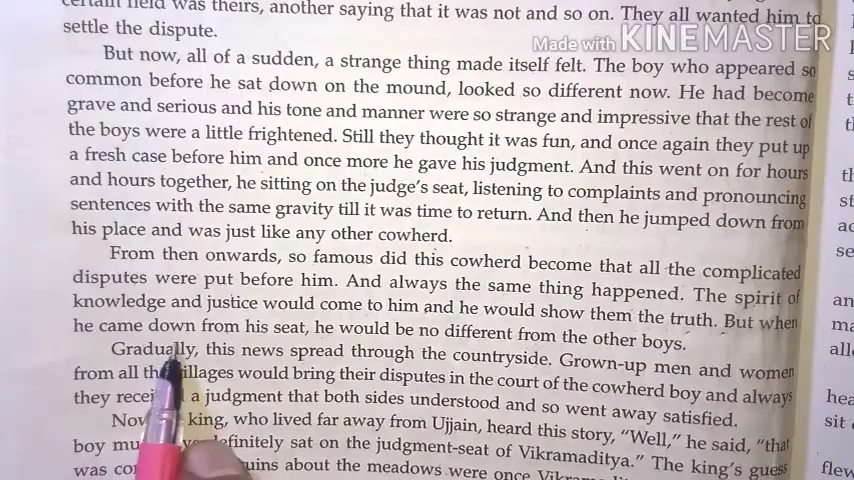 certain field was theirs, another saying that it was not and so on. They all wanted him to
settle the dispute.
Made with KINEMASTER
But now, all of a sudden, a strange thing made itself felt. The boy who appeared so
common before he sat down on the mound, looked so different now. He had become
grave and serious and his tone and manner were so strange and impressive that the rest of
the boys were a little frightened. Still they thought it was fun, and once again they put up
a fresh case before him and once more he gave his judgment. And this went on for hours
and hours together, he sitting on the judge's seat, listening to complaints and pronouncing
sentences with the same gravity till it was time to return. And then he jumped down from
his place and was just like any other cowherd.
From then onwards, so famous did this cowherd become that all the complicated
disputes were put before him. And always the same thing happened. The spirit of
knowledge and justice would come to him and he would show them the truth. But when
he came down from his seat, he would be no different from the other boys.
Gradually, this news spread through the countryside. Grown-up men and women
from all the villages would bring their disputes in the court of the cowherd boy and always
they a judgment that both sides understood and so went away satisfied.
king, who lived far away from Ujjain, heard this story, "Well," he said, "that
boy definitely sat on the judgment-seat of Vikramaditya." The king's guess
was about the meadows were once